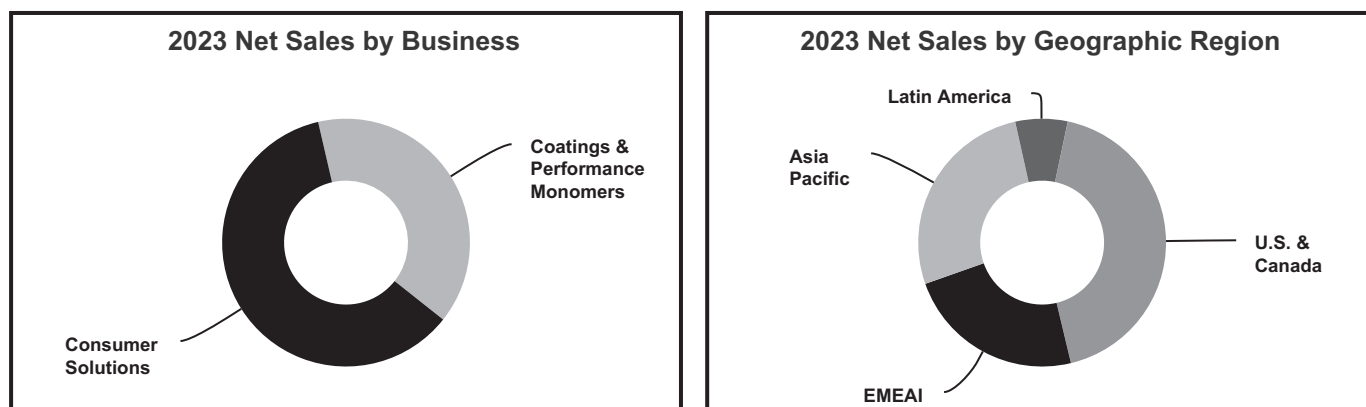 2023 Net Sales by Business
Coatings &
Performance
Monomers
Consumer
Solutions
2023 Net Sales by Geographic Region
Latin America
Asia
Pacific
U.S. &
Canada
EMEAI